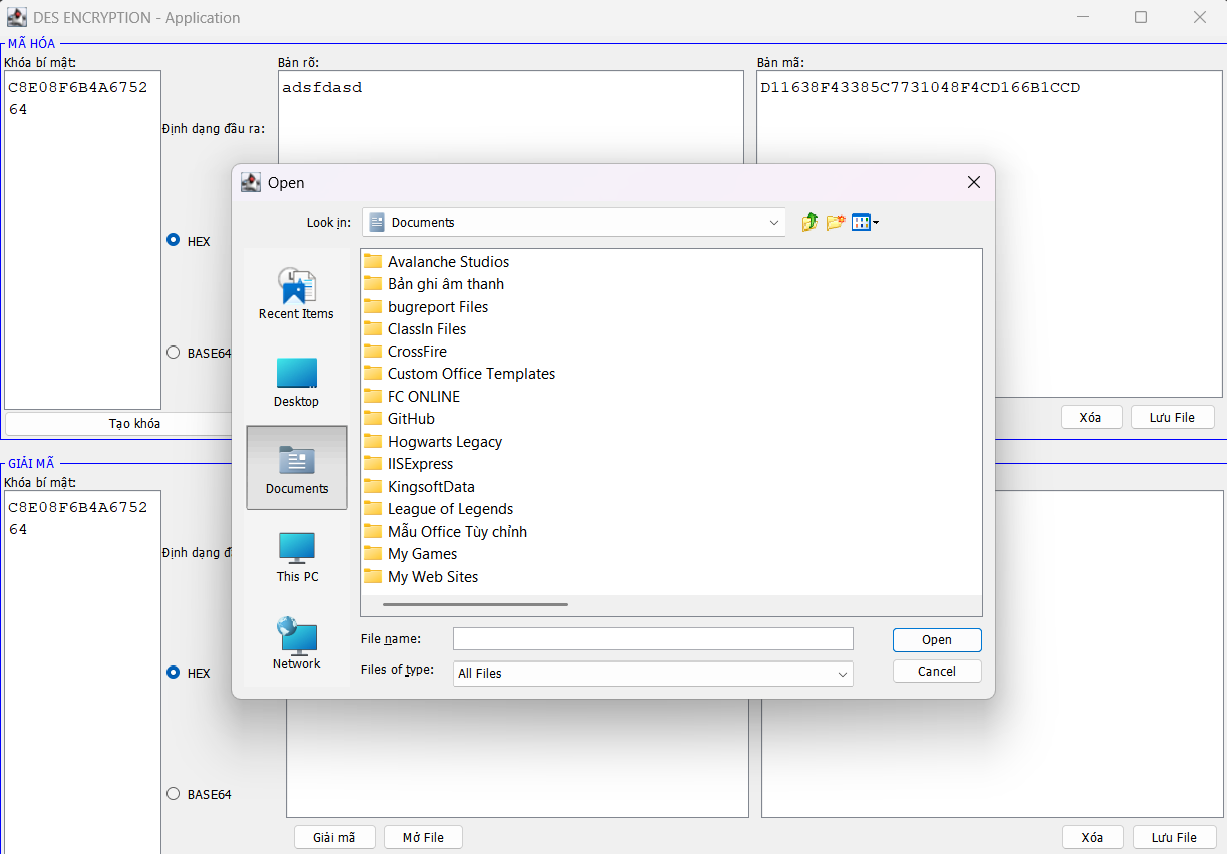 DES ENCRYPTION - Application
MÃ HÓA
Khóa bí mật:
C8E08F6B4A6752
64
Định dạng đầu ra:
HEX
BASE64
Tạo khóa
Bản rõ:
adsfdasd
Bản mã:
D11638F43385C7731048F4CD166B1CCD
Xóa
Lưu File
Open
Look in:
Documents
Recent Items
Desktop
Documents
This PC
Network
Avalanche Studios
Bản ghi âm thanh
bugreport Files
ClassIn Files
CrossFire
Custom Office Templates
FC ONLINE
GitHub
Hogwarts Legacy
IISExpress
KingsoftData
League of Legends
Mẫu Office Tùy chỉnh
My Games
My Web Sites
File name:
Open
Files of type:
All Files
Cancel
GIẢI MÃ
Khóa bí mật:
C8E08F6B4A6752
64
Định dạng
HEX
BASE64
Giải mã
Mở File
Xóa
Lưu File